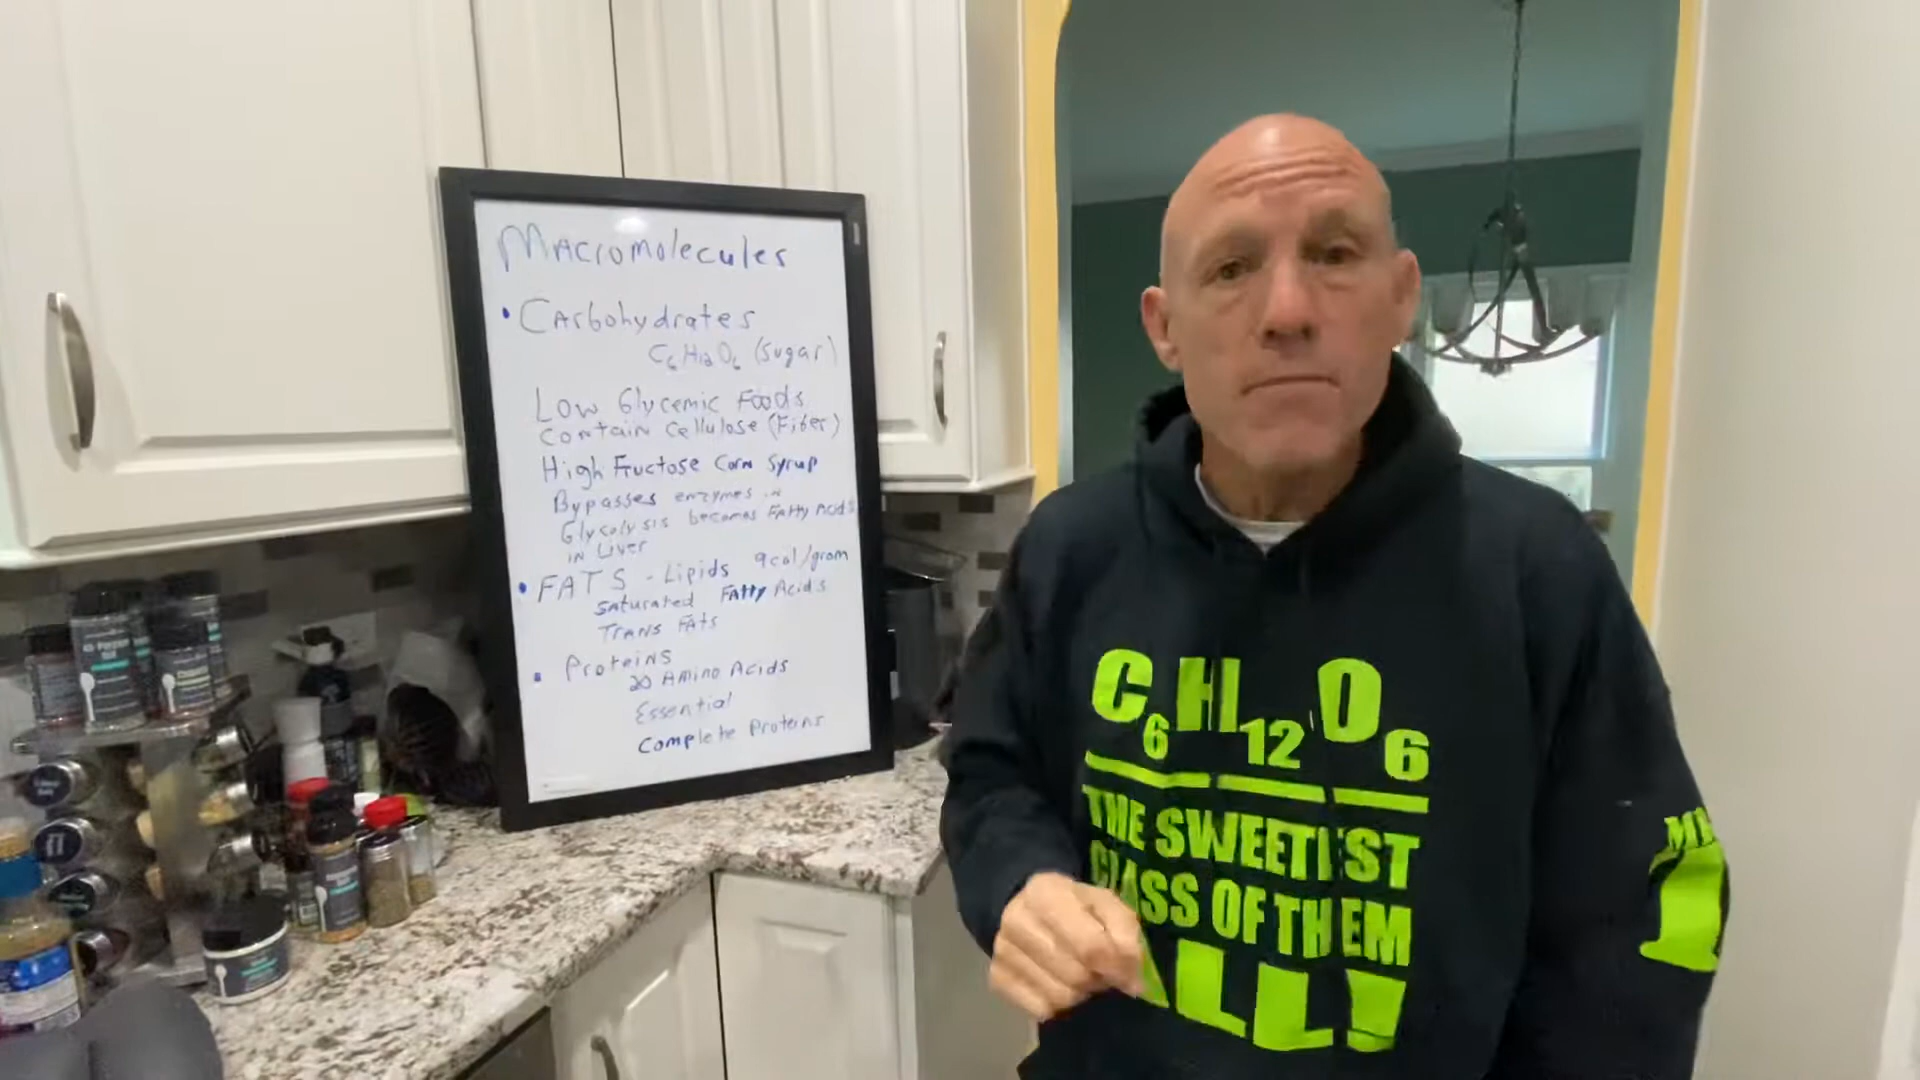 Macromolecules
• Carbohydrates
C6H12O6 (Sugar)
Low Glycemic Foods
contain cellulose (Fiber)
High Fructose Corn Syrup
Bypasses enzymes in
Glycolysis becomes Fatty Acids
in Liver
• FATS - Lipids 9cal/gram
Saturated Fatty Acids
Trans Fats
• Proteins
20 Amino Acids
Essential
Complete Proteins
C6H12O6
THE SWEETEST
CLASS OF THEM
ALL!